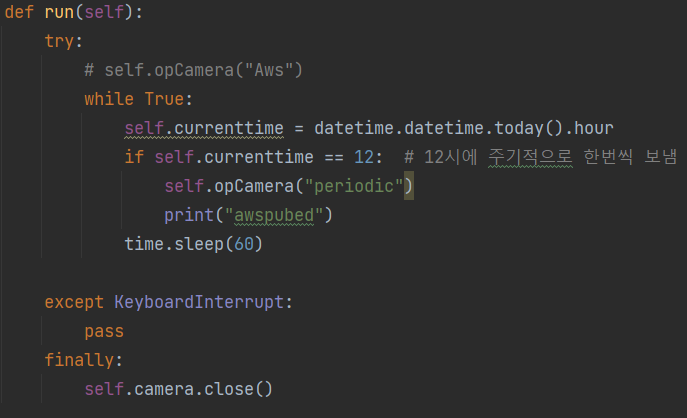 def run(self):
    try:
        # self.opCamera("Aws")
        while True:
            self.currenttime = datetime.datetime.today().hour
            if self.currenttime == 12:  # 12시에 주기적으로 한번씩 보냄
                self.opCamera("periodic")
                print("awspubed")
            time.sleep(60)

    except KeyboardInterrupt:
        pass
    finally:
        self.camera.close()